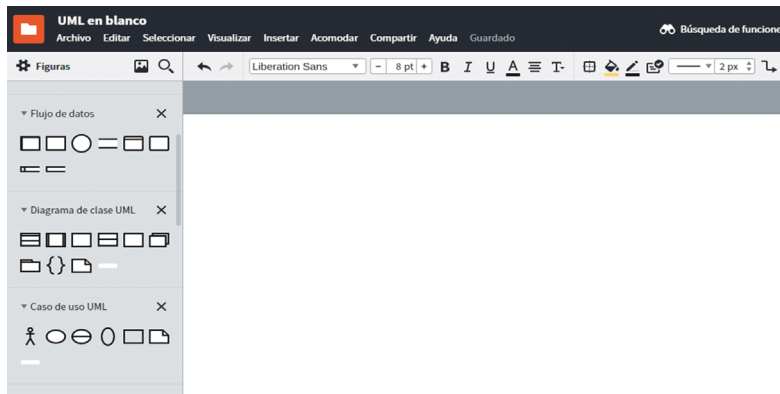 UML en blanco
Archivo Editar Seleccionar Visualizar Insertar Acomodar Compartir Ayuda Guardado
Búsqueda de funcione
Figuras
Liberation Sans - 8 pt + B I U A T 2 px
Flujo de datos
Diagrama de clase UML
Caso de uso UML